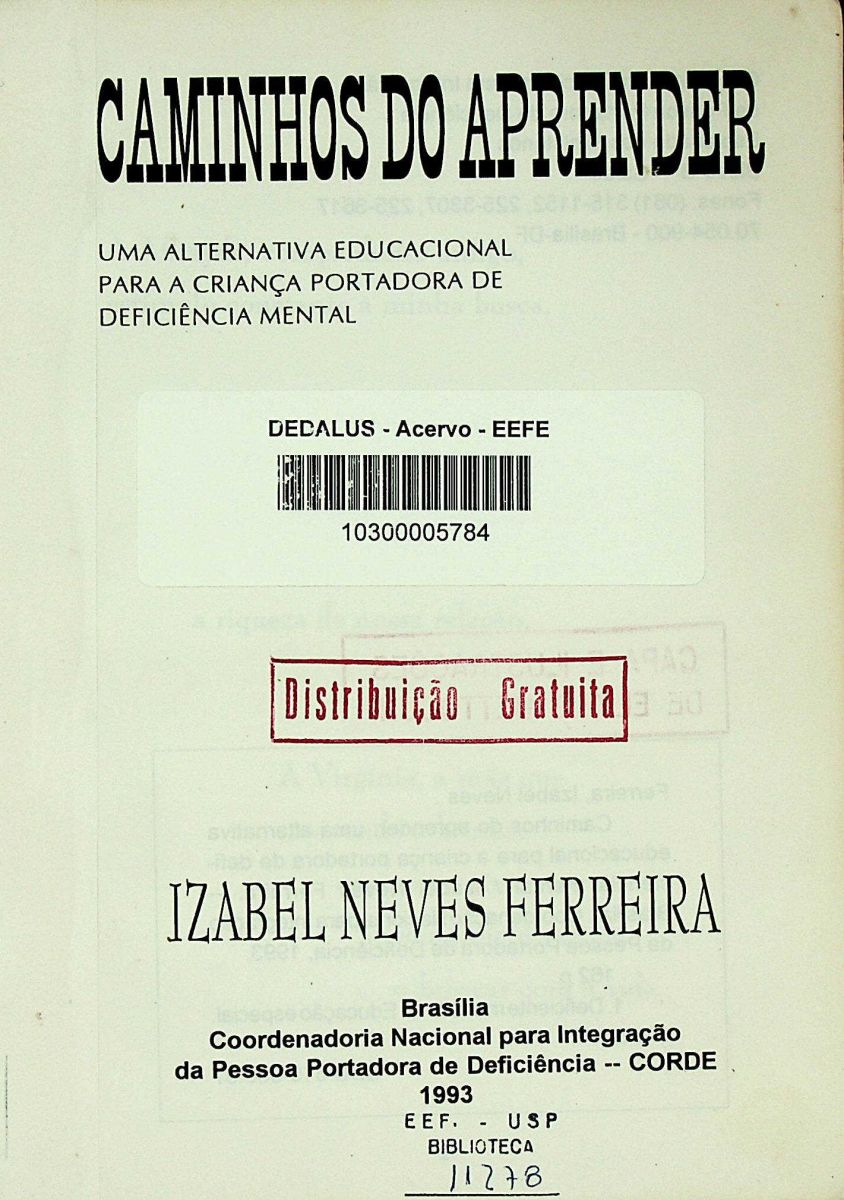 CAMINHOS DO APRENDER
UMA ALTERNATIVA EDUCACIONAL
PARA A CRIANÇA PORTADORA DE
DEFICIÊNCIA MENTAL
DEDALUS - Acervo - EEFE
10300005784
Distribuição Gratuita
IZABEL NEVES FERREIRA
Brasília
Coordenadoria Nacional para Integração
da Pessoa Portadora de Deficiência -- CORDE
1993
EEF. - USP
BIBLIOTECA
11278